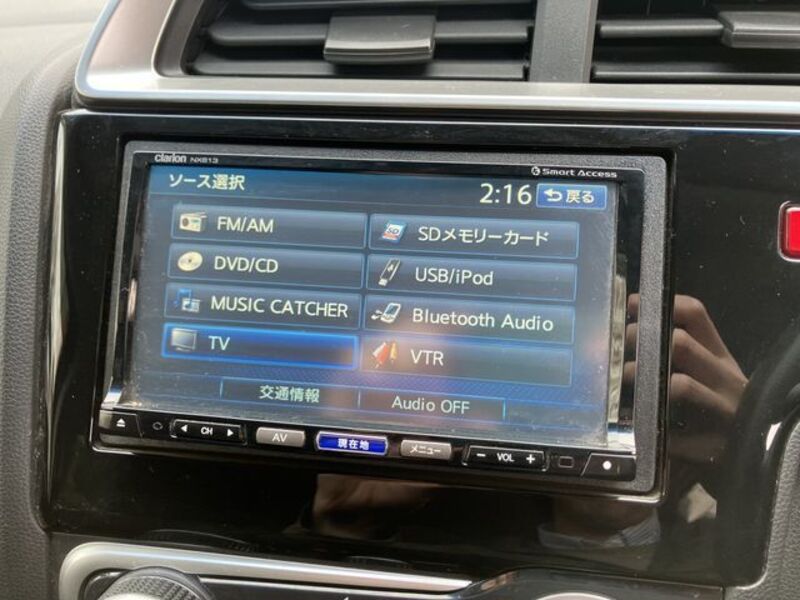 clarion NX613
Smart Access
ソース選択
2:16
戻る
FM/AM
SDメモリーカード
DVD/CD
USB/iPod
MUSIC CATCHER
Bluetooth Audio
TV
VTR
交通情報
Audio OFF
CH
AV
現在地
メニュー
- VOL +